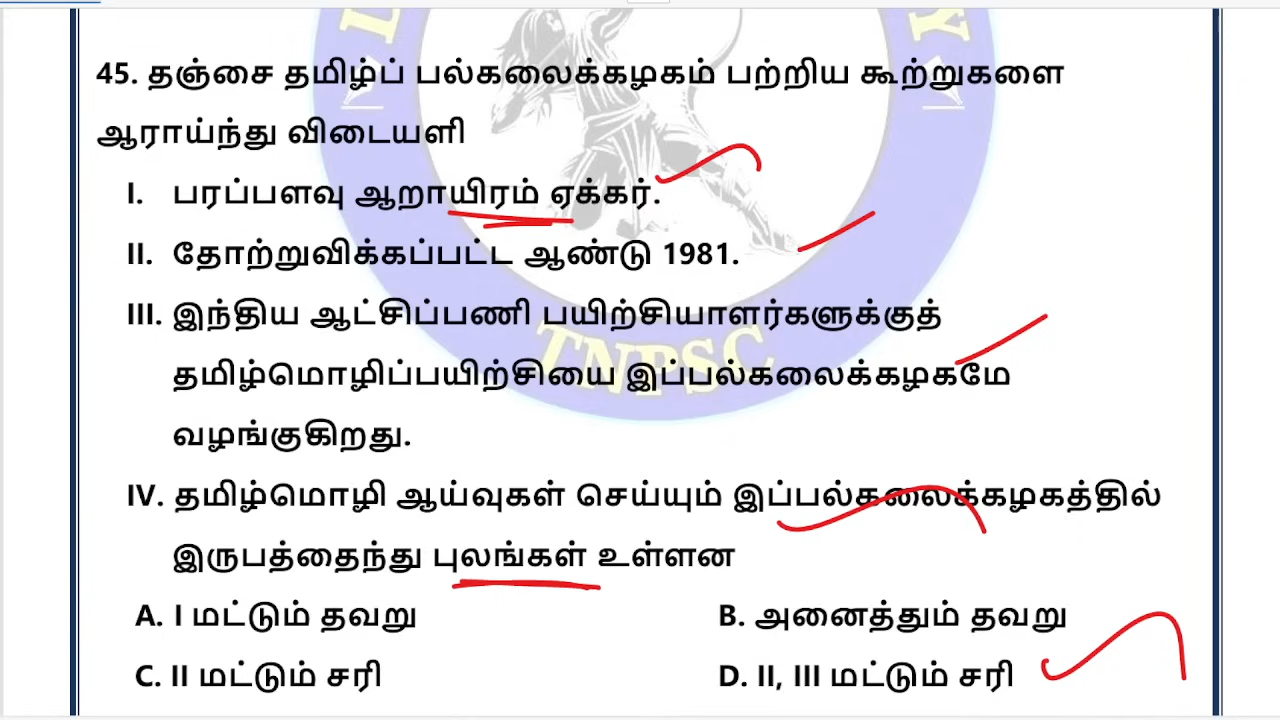 45. தஞ்சை தமிழ்ப் பல்கலைக்கழகம் பற்றிய கூற்றுகளை
ஆராய்ந்து விடையளி
I. பரப்பளவு ஆறாயிரம் ஏக்கர்.
II. தோற்றுவிக்கப்பட்ட ஆண்டு 1981.
III. இந்திய ஆட்சிப்பணி பயிற்சியாளர்களுக்குத்
தமிழ்மொழிப்பயிற்சியை இப்பல்கலைக்கழகமே
வழங்குகிறது.
IV. தமிழ்மொழி ஆய்வுகள் செய்யும் இப்பல்கலைக்கழகத்தில்
இருபத்தைந்து புலங்கள் உள்ளன
A. I மட்டும் தவறு B. அனைத்தும் தவறு
C. II மட்டும் சரி D. II, III மட்டும் சரி
TNPSC